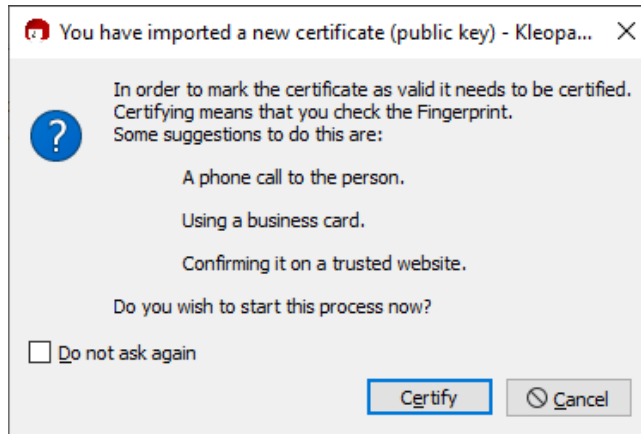 You have imported a new certificate (public key) - Kleopa...
In order to mark the certificate as valid it needs to be certified.
Certifying means that you check the Fingerprint.
Some suggestions to do this are:
A phone call to the person.
Using a business card.
Confirming it on a trusted website.
Do you wish to start this process now?
Do not ask again
Certify
Cancel